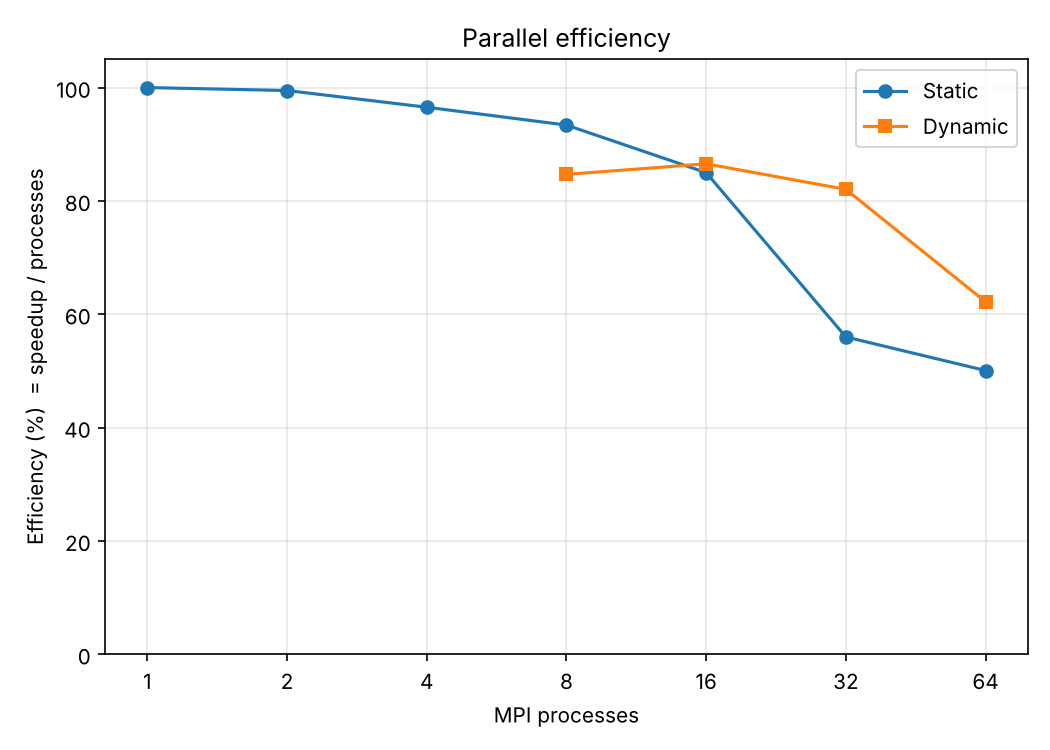 Parallel efficiency
Static
Dynamic
Efficiency (%)  = speedup / processes
100
80
60
40
20
0
1 2 4 8 16 32 64
MPI processes